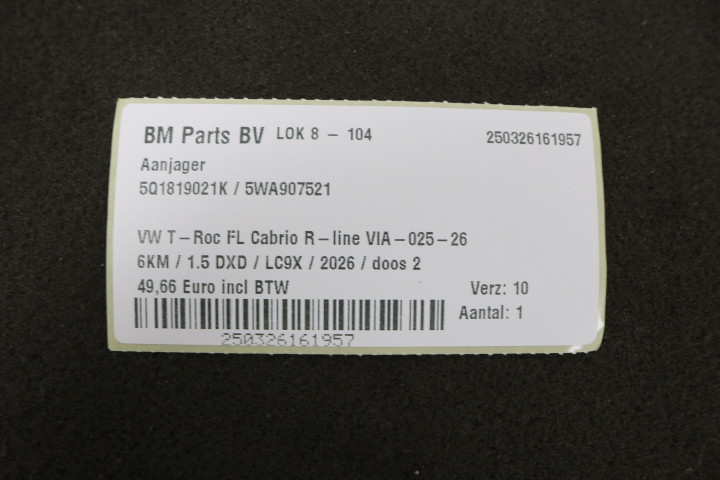 BM Parts BV LOK 8 - 104 250326161957
Aanjager
5Q1819021K / 5WA907521
VW T-Roc FL Cabrio R-line VIA-025-26
6KM / 1.5 DXD / LC9X / 2026 / doos 2
49,66 Euro incl BTW Verz: 10
Aantal: 1
250326161957